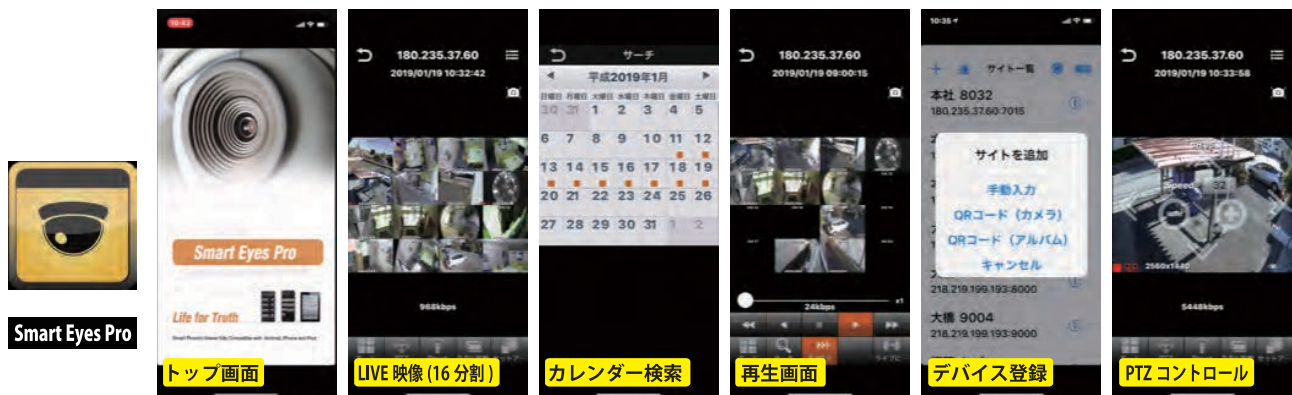 Smart Eyes Pro
10:43
Smart Eyes Pro
Life for Truth
トップ画面
180.235.37.60
2019/01/19 10:32:42
968kbps
LIVE 映像 (16 分割 )
サーチ
平成2019年1月
日曜日 月曜日 火曜日 水曜日 木曜日 金曜日 土曜日
30 31 1 2 3 4 5
6 7 8 9 10 11 12
13 14 15 16 17 18 19
20 21 22 23 24 25 26
27 28 29 30 31 1 2
カレンダー検索
180.235.37.60
2019/01/19 09:00:15
24kbps
x1
再生画面
10:35
サイト一覧
本社 8032
180.235.37.60:7015
サイトを追加
手動入力
QRコード（カメラ）
QRコード（アルバム）
キャンセル
218.219.199.193:8000
大橋 9004
218.219.199.193:9000
デバイス登録
180.235.37.60
2019/01/19 10:33:58
Speed 32
2560x1440
5448kbps
PTZ コントロール